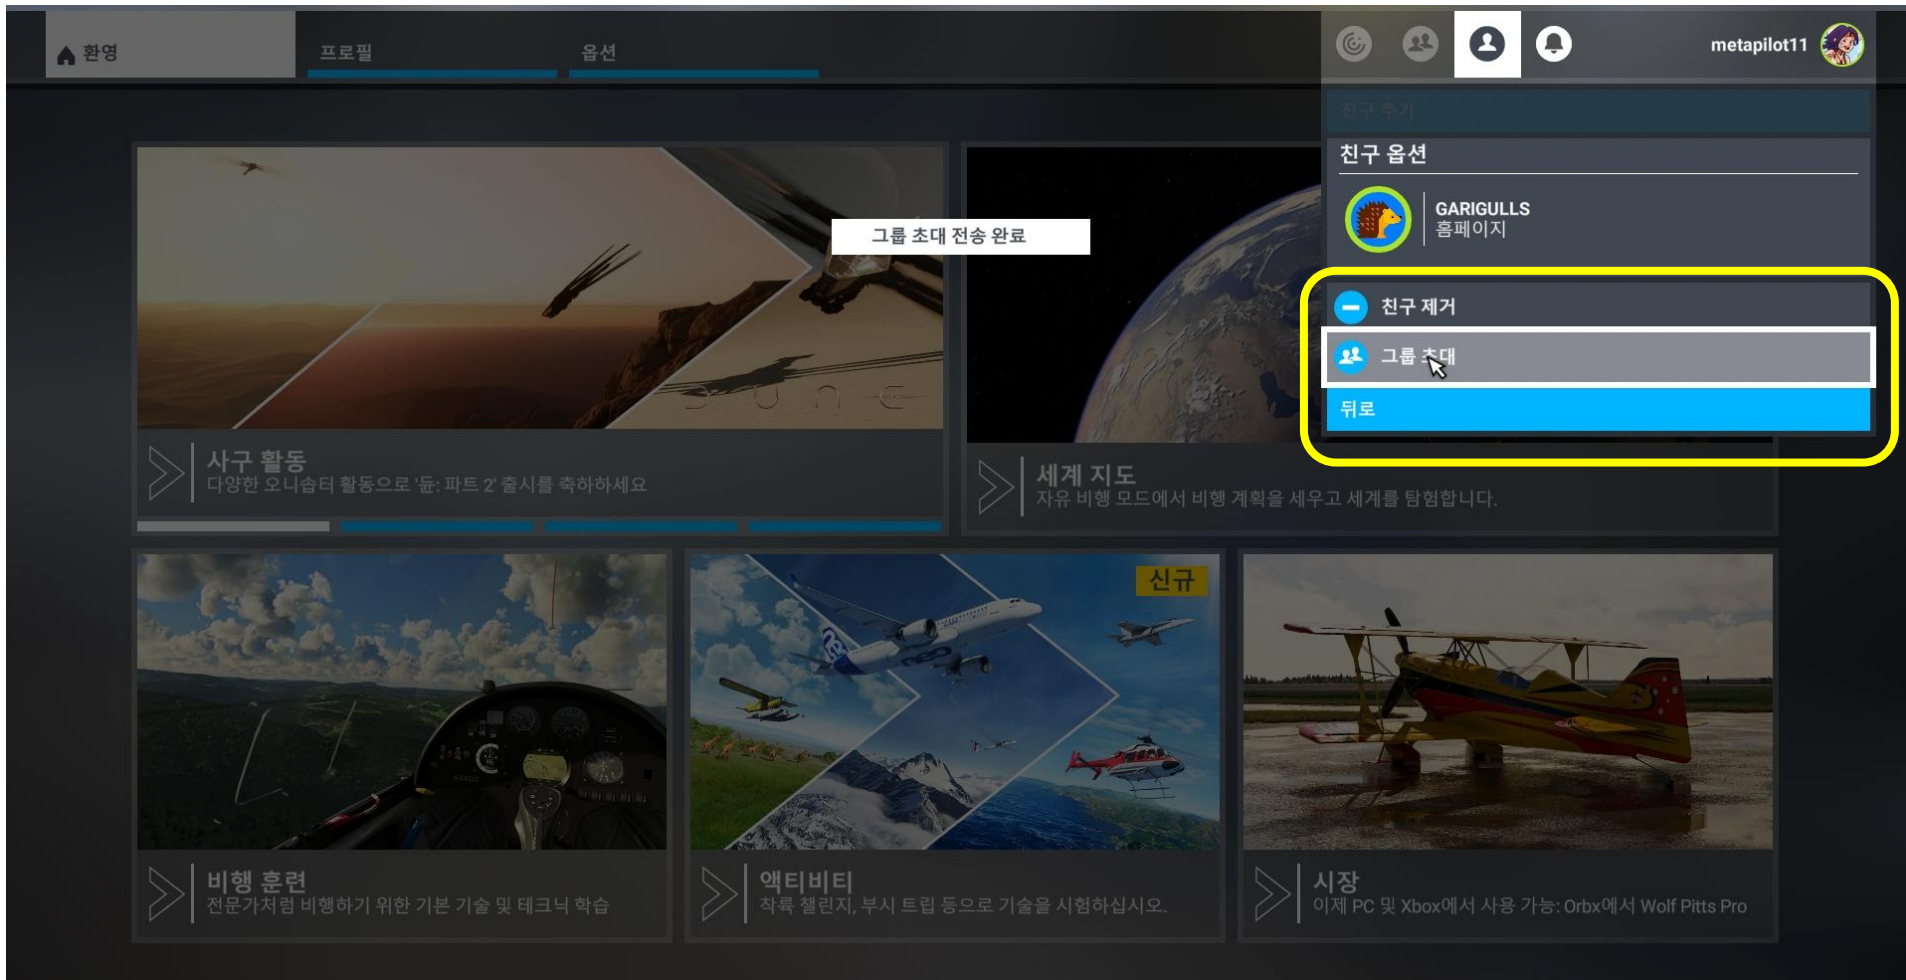 환영
프로필
옵션
metapilot11
친구 추가
친구 옵션
GARIGULLS
홈페이지
그룹 초대 전송 완료
친구 제거
그룹 초대
뒤로
DUNE
사구 활동
다양한 오니솝터 활동으로 '듄: 파트 2' 출시를 축하하세요
세계 지도
자유 비행 모드에서 비행 계획을 세우고 세계를 탐험합니다.
신규
neo
비행 훈련
전문가처럼 비행하기 위한 기본 기술 및 테크닉 학습
액티비티
착륙 챌린지, 부시 트립 등으로 기술을 시험하십시오.
시장
이제 PC 및 Xbox에서 사용 가능: Orbx에서 Wolf Pitts Pro